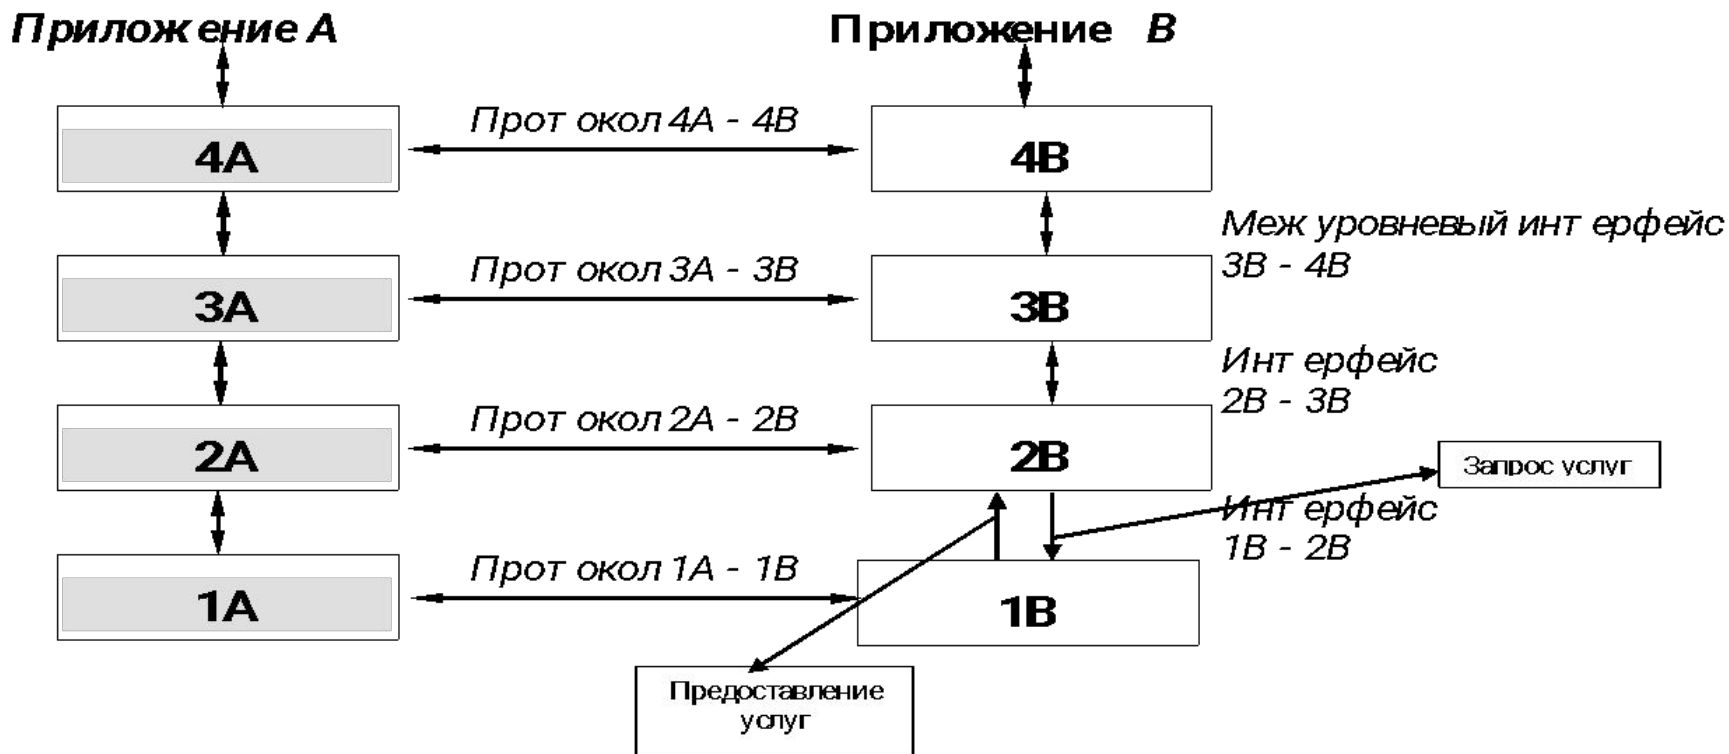 Приложение А
Приложение В
Протокол 4А - 4В
4А
4В
Межуровневый интерфейс
3В - 4В
Протокол 3А - 3В
3А
3В
Интерфейс
2В - 3В
Протокол 2А - 2В
2А
2В
Запрос услуг
Интерфейс
1В - 2В
Протокол 1А - 1В
1А
1В
Предоставление
услуг